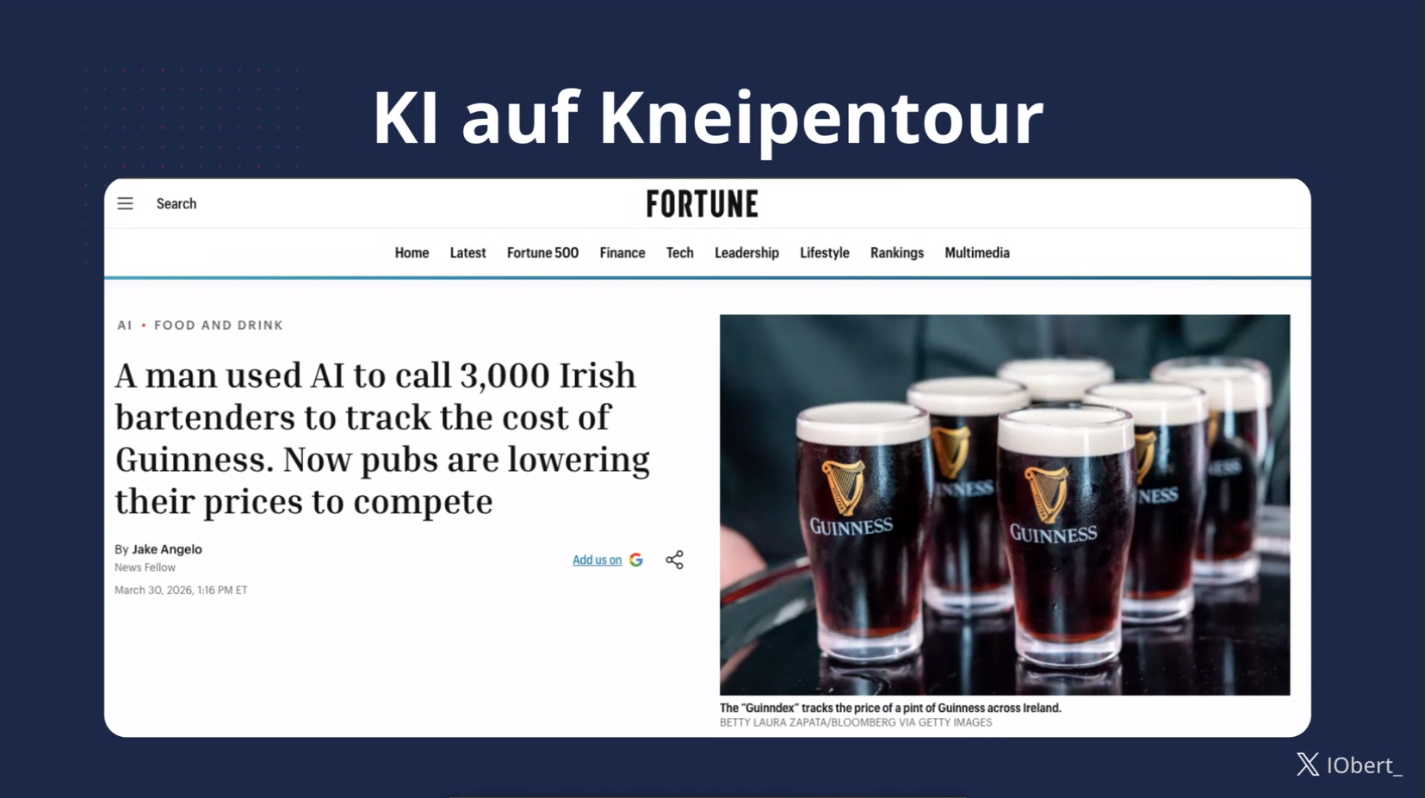 KI auf Kneipentour
Search
FORTUNE
Home Latest Fortune 500 Finance Tech Leadership Lifestyle Rankings Multimedia
AI • FOOD AND DRINK
A man used AI to call 3,000 Irish
bartenders to track the cost of
Guinness. Now pubs are lowering
their prices to compete
By Jake Angelo
News Fellow
March 30, 2026, 1:16 PM ET
Add us on G
GUINNESS
GUINNESS
INNESS
NESS
ESS
The “Guinndex” tracks the price of a pint of Guinness across Ireland.
BETTY LAURA ZAPATA/BLOOMBERG VIA GETTY IMAGES
X IObert_